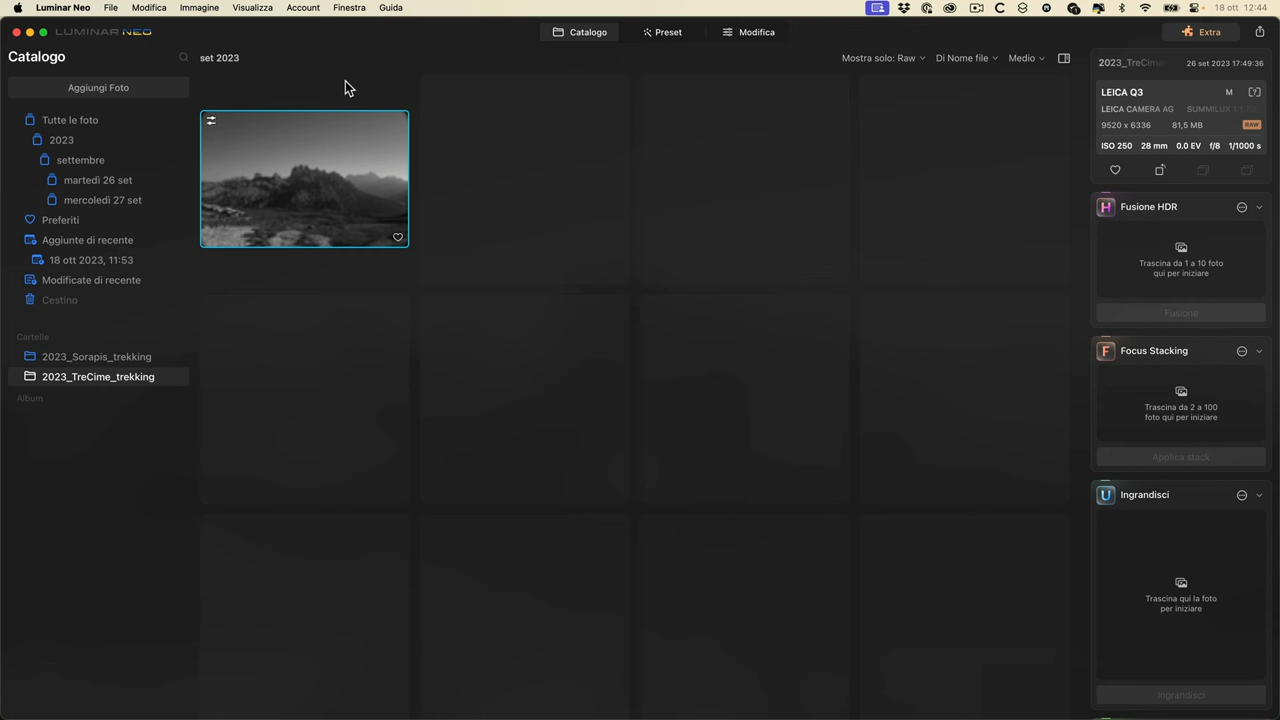 Luminar Neo File Modifica Immagine Visualizza Account Finestra Guida 18 ott 12:44
LUMINAR NEO Catalogo Preset Modifica Extra
Catalogo
set 2023 Mostra solo: Raw Di Nome file Medio
Aggiungi Foto
Tutte le foto
2023
settembre
martedì 26 set
mercoledì 27 set
Preferiti
Aggiunte di recente
18 ott 2023, 11:53
Modificate di recente
Cestino
Cartelle
2023_Sorapis_trekking
2023_TreCime_trekking
Album
2023_TreCime 26 set 2023 17:49:36
LEICA Q3 M
LEICA CAMERA AG SUMMILUX
9520 x 6336 81,5 MB RAW
ISO 250 28 mm 0.0 EV f/8 1/1000 s
H Fusione HDR
Trascina da 1 a 10 foto
qui per iniziare
Fusione
F Focus Stacking
Trascina da 2 a 100
foto qui per iniziare
Applica stack
U Ingrandisci
Trascina qui la foto
per iniziare
Ingrandisci